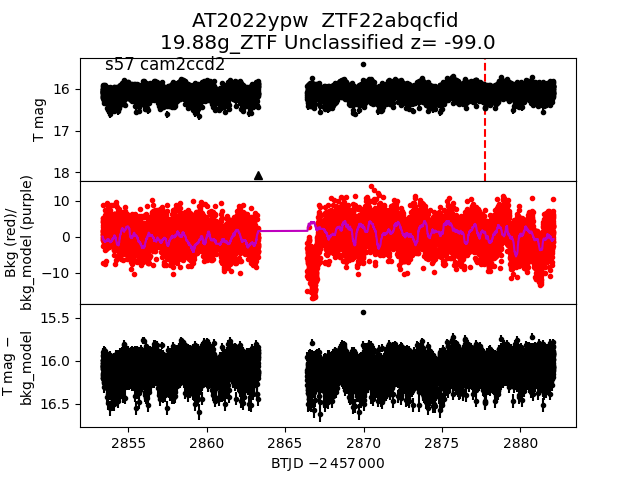 AT2022ypw  ZTF22abqcfid
19.88g_ZTF Unclassified z= -99.0
s57 cam2ccd2
T mag
16
17
18
Bkg (red)/
bkg_model (purple)
10
0
−10
T mag −
bkg_model
15.5
16.0
16.5
2855
2860
2865
2870
2875
2880
BTJD −2 457 000